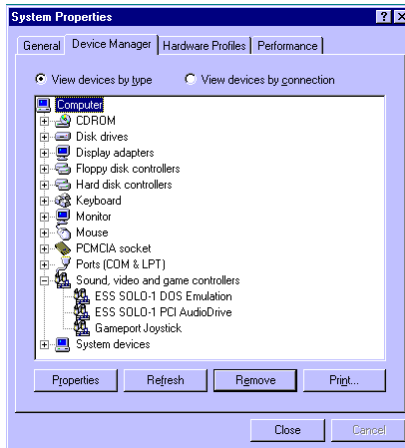 System Properties
General Device Manager Hardware Profiles Performance
View devices by type View devices by connection
Computer
CDROM
Disk drives
Display adapters
Floppy disk controllers
Hard disk controllers
Keyboard
Monitor
Mouse
PCMCIA socket
Ports (COM & LPT)
Sound, video and game controllers
ESS SOLO-1 DOS Emulation
ESS SOLO-1 PCI AudioDrive
Gameport Joystick
System devices
Properties Refresh Remove Print...
Close Cancel